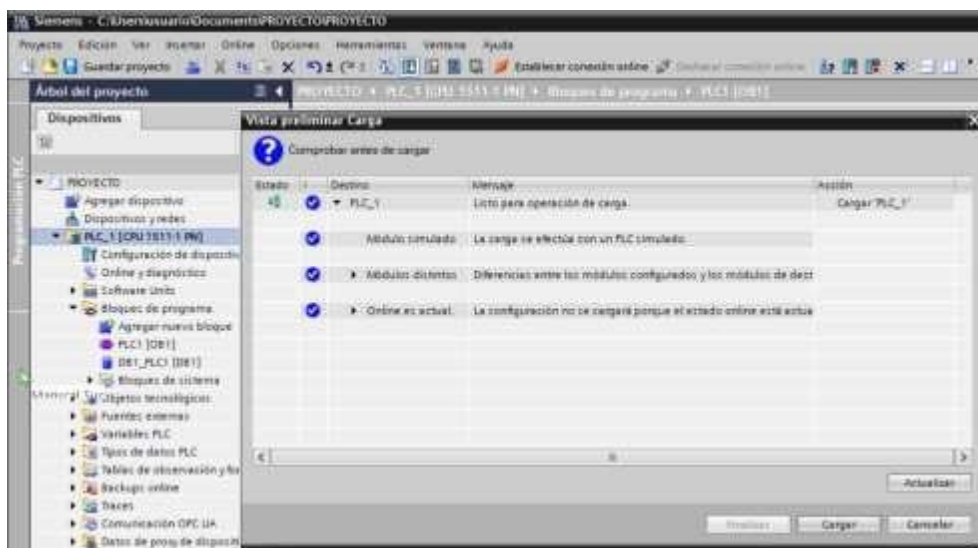 Siemens - C:\Users\usuario\Documents\PROYECTO\PROYECTO
Proyecto Edición Ver Insertar Online Opciones Herramientas Ventana Ayuda
Guardar proyecto Establecer conexión online
Árbol del proyecto
PROYECTO PLC_1 [CPU 1511-1 PN] Bloques de programa PLC1 [OB1]
Dispositivos
Vista preliminar Carga
Comprobar antes de cargar
PROYECTO
Agregar dispositivo
Dispositivos y redes
PLC_1 [CPU 1511-1 PN]
Configuración de dispositiv
Online y diagnóstico
Software Units
Bloques de programa
Agregar nuevo bloque
PLC1 [OB1]
DB1_PLC1 [DB1]
Bloques de sistema
Objetos tecnológicos
Fuentes externas
Variables PLC
Tipos de datos PLC
Tablas de observación y fo
Backups online
Traces
Comunicación OPC UA
Datos de proxy de dispositi
Estado ! Destino Mensaje Acción
PLC_1 Listo para operación de carga. Cargar 'PLC_1'
Módulo simulado La carga se efectúa con un PLC simulado.
Módulos distintos Diferencias entre los módulos configurados y los módulos de dest
Online es actual. La configuración no se cargará porque el estado online está actua
Actualizar
Finalizar Cargar Cancelar